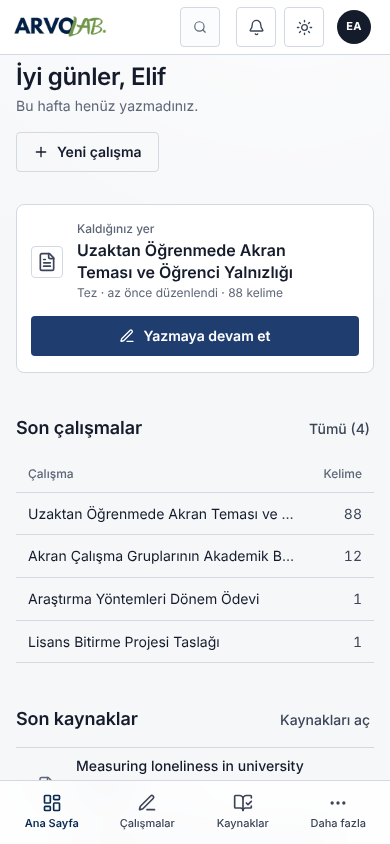 ARVOLAB.
EA
İyi günler, Elif
Bu hafta henüz yazmadınız.
Yeni çalışma
Kaldığınız yer
Uzaktan Öğrenmede Akran
Teması ve Öğrenci Yalnızlığı
Tez · az önce düzenlendi · 88 kelime
Yazmaya devam et
Son çalışmalar
Tümü (4)
Çalışma
Kelime
Uzaktan Öğrenmede Akran Teması ve ...
88
Akran Çalışma Gruplarının Akademik B...
12
Araştırma Yöntemleri Dönem Ödevi
1
Lisans Bitirme Projesi Taslağı
1
Son kaynaklar
Kaynakları aç
Measuring loneliness in university
Ana Sayfa
Çalışmalar
Kaynaklar
Daha fazla